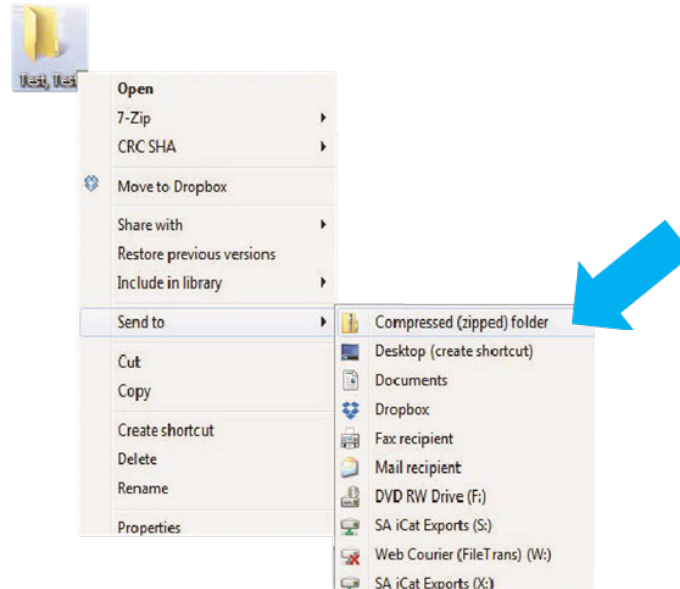 Test, Tes
Open
7-Zip
CRC SHA
Move to Dropbox
Share with
Restore previous versions
Include in library
Send to
Cut
Copy
Create shortcut
Delete
Rename
Properties
Compressed (zipped) folder
Desktop (create shortcut)
Documents
Dropbox
Fax recipient
Mail recipient
DVD RW Drive (F:)
SA iCat Exports (S:)
Web Courier (FileTrans) (W:)
SA iCat Exports (X:)